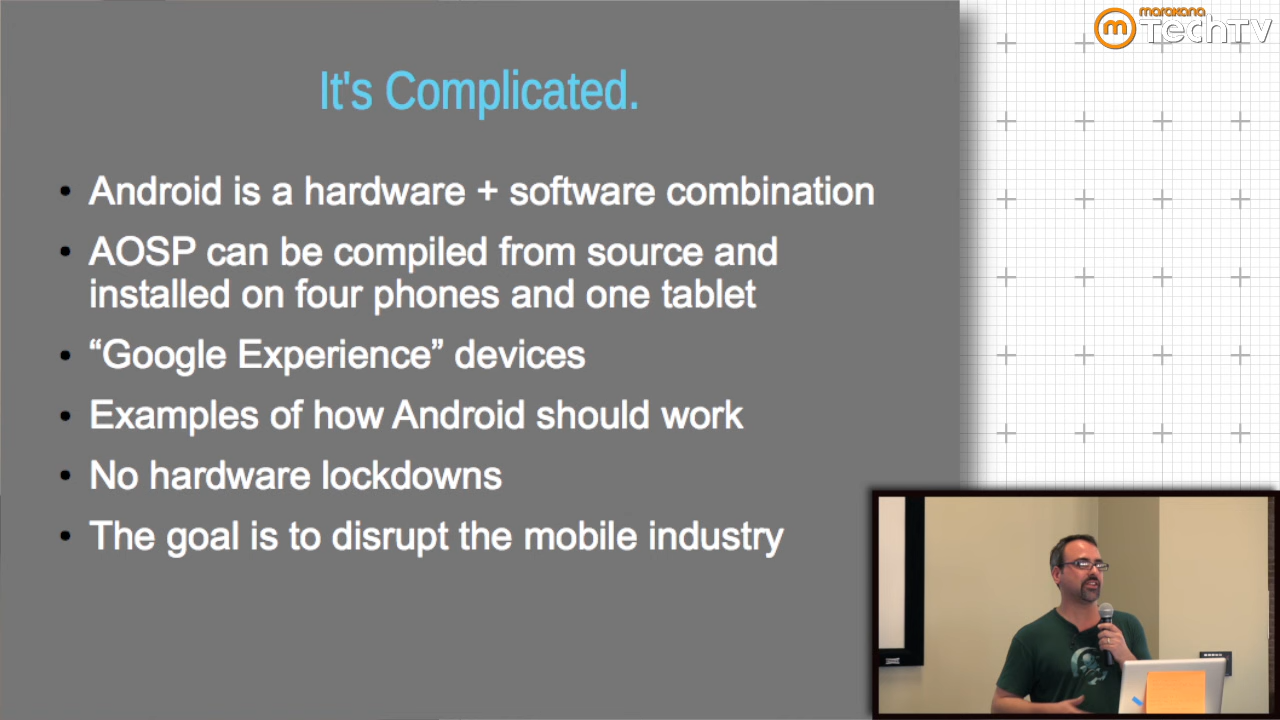 marakana
m TechTV
It's Complicated.
• Android is a hardware + software combination
• AOSP can be compiled from source and
installed on four phones and one tablet
• “Google Experience” devices
• Examples of how Android should work
• No hardware lockdowns
• The goal is to disrupt the mobile industry